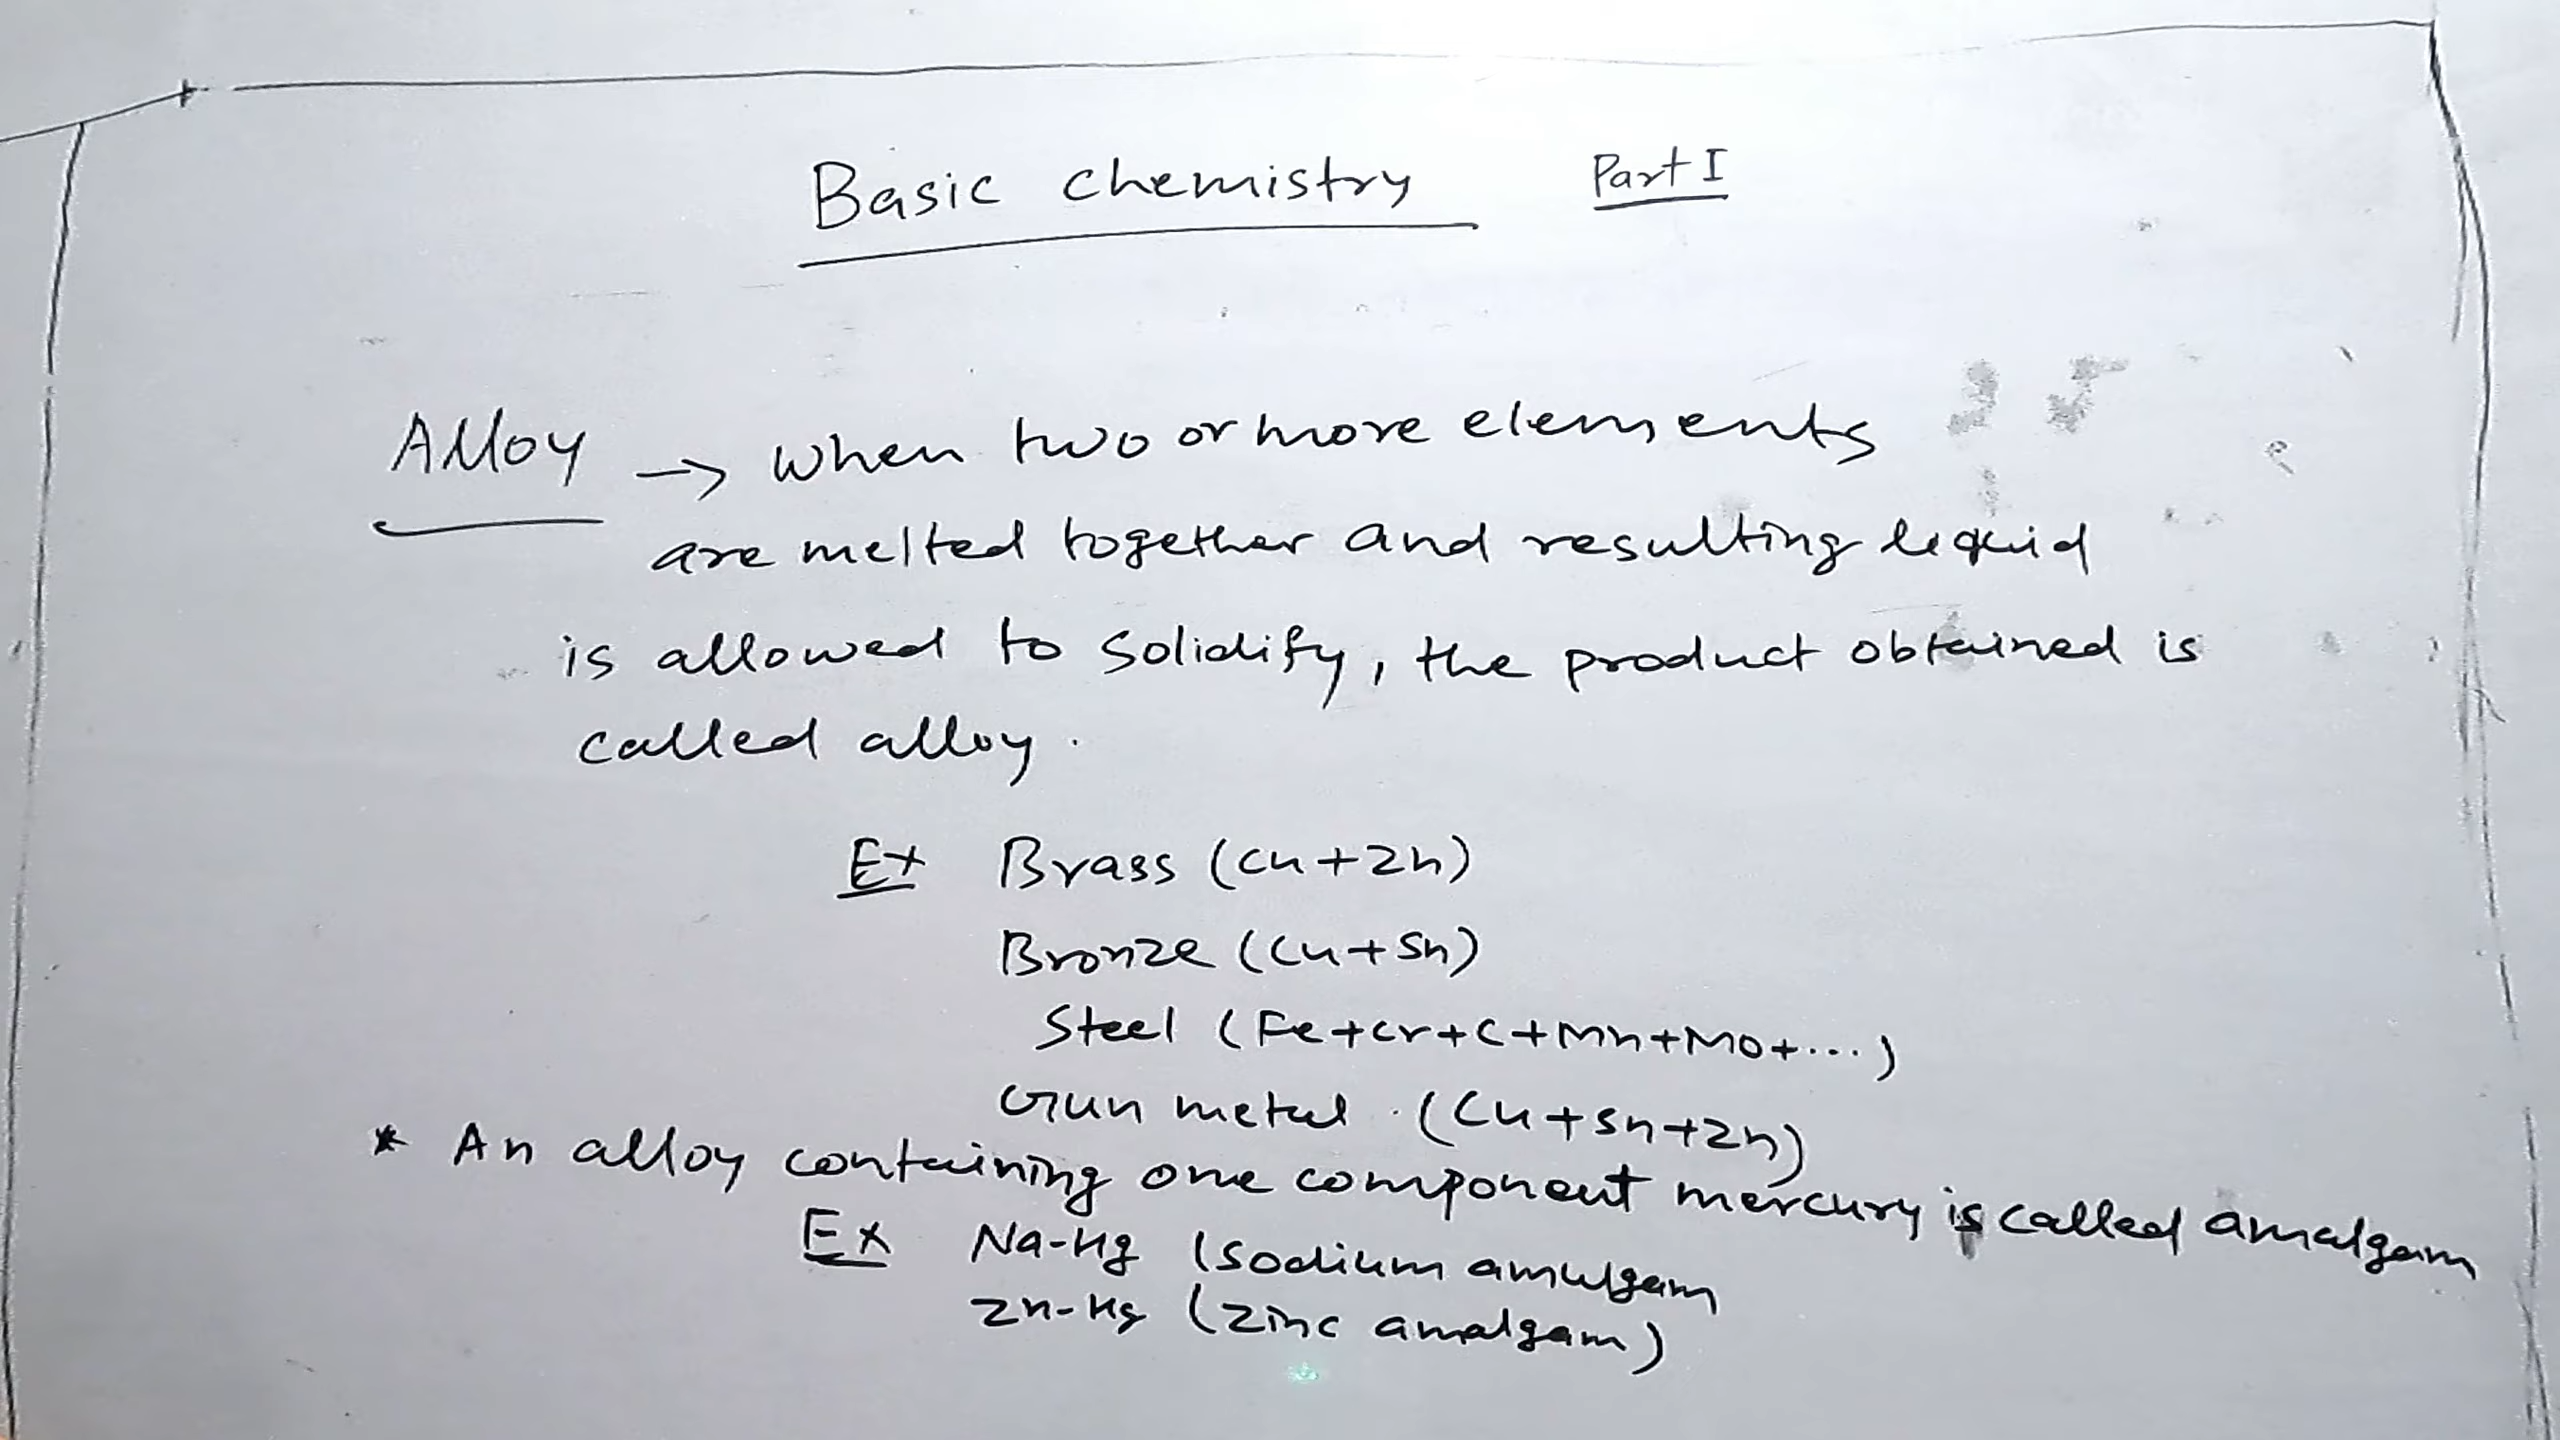 Basic chemistry Part I
Alloy → When two or more elements
are melted together and resulting liquid
is allowed to solidify, the product obtained is
called alloy.
Ex Brass (Cu+Zn)
Bronze (Cu+Sn)
Steel (Fe+Cr+C+Mn+Mo+...)
Gun metal (Cu+Sn+Zn)
* An alloy containing one component mercury is called amalgam
Ex Na-Hg (Sodium amalgam
Zn-Hg (Zinc amalgam)